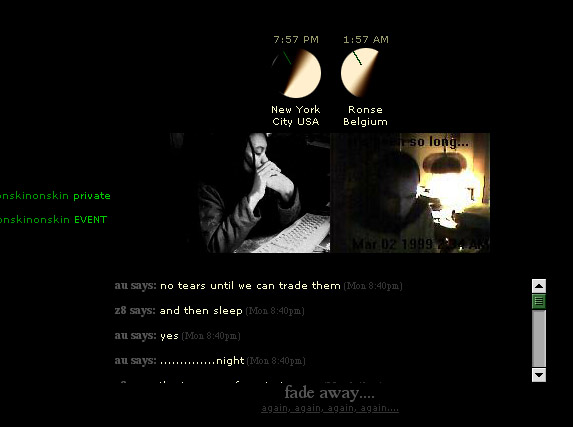 7:57 PM 1:57 AM
New York Ronse
City USA Belgium
so long...
onskinonskin private
onskinonskin EVENT
Mar 02 1999
au says: no tears until we can trade them (Mon 8:40pm)
z8 says: and then sleep (Mon 8:40pm)
au says: yes (Mon 8:40pm)
au says: ..............night (Mon 8:40pm)
fade away....
again, again, again, again....